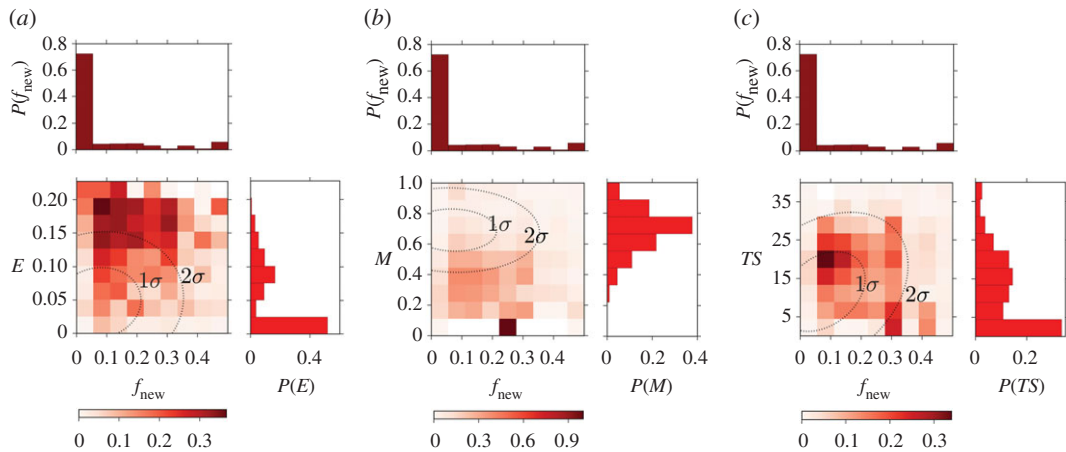 (a) (b) (c)
0.8 0.8 0.8
0.6 0.6 0.6
P(f_new) P(f_new) P(f_new)
0.4 0.4 0.4
0.2 0.2 0.2
0 0 0
1.0 40
0.20 0.8 35
0.15 1σ
E 0.10 M 0.6 2σ TS 25
1σ 2σ 0.4 15 1σ 2σ
0.05 0.2 5
0 0
0 0.1 0.2 0.3 0.4 0 0.4 0 0.1 0.2 0.3 0.4 0 0.2 0.4 0 0.1 0.2 0.3 0.4 0 0.2
f_new P(E) f_new P(M) f_new P(TS)
0 0.1 0.2 0.3 0 0.3 0.6 0.9 0 0.1 0.2 0.3